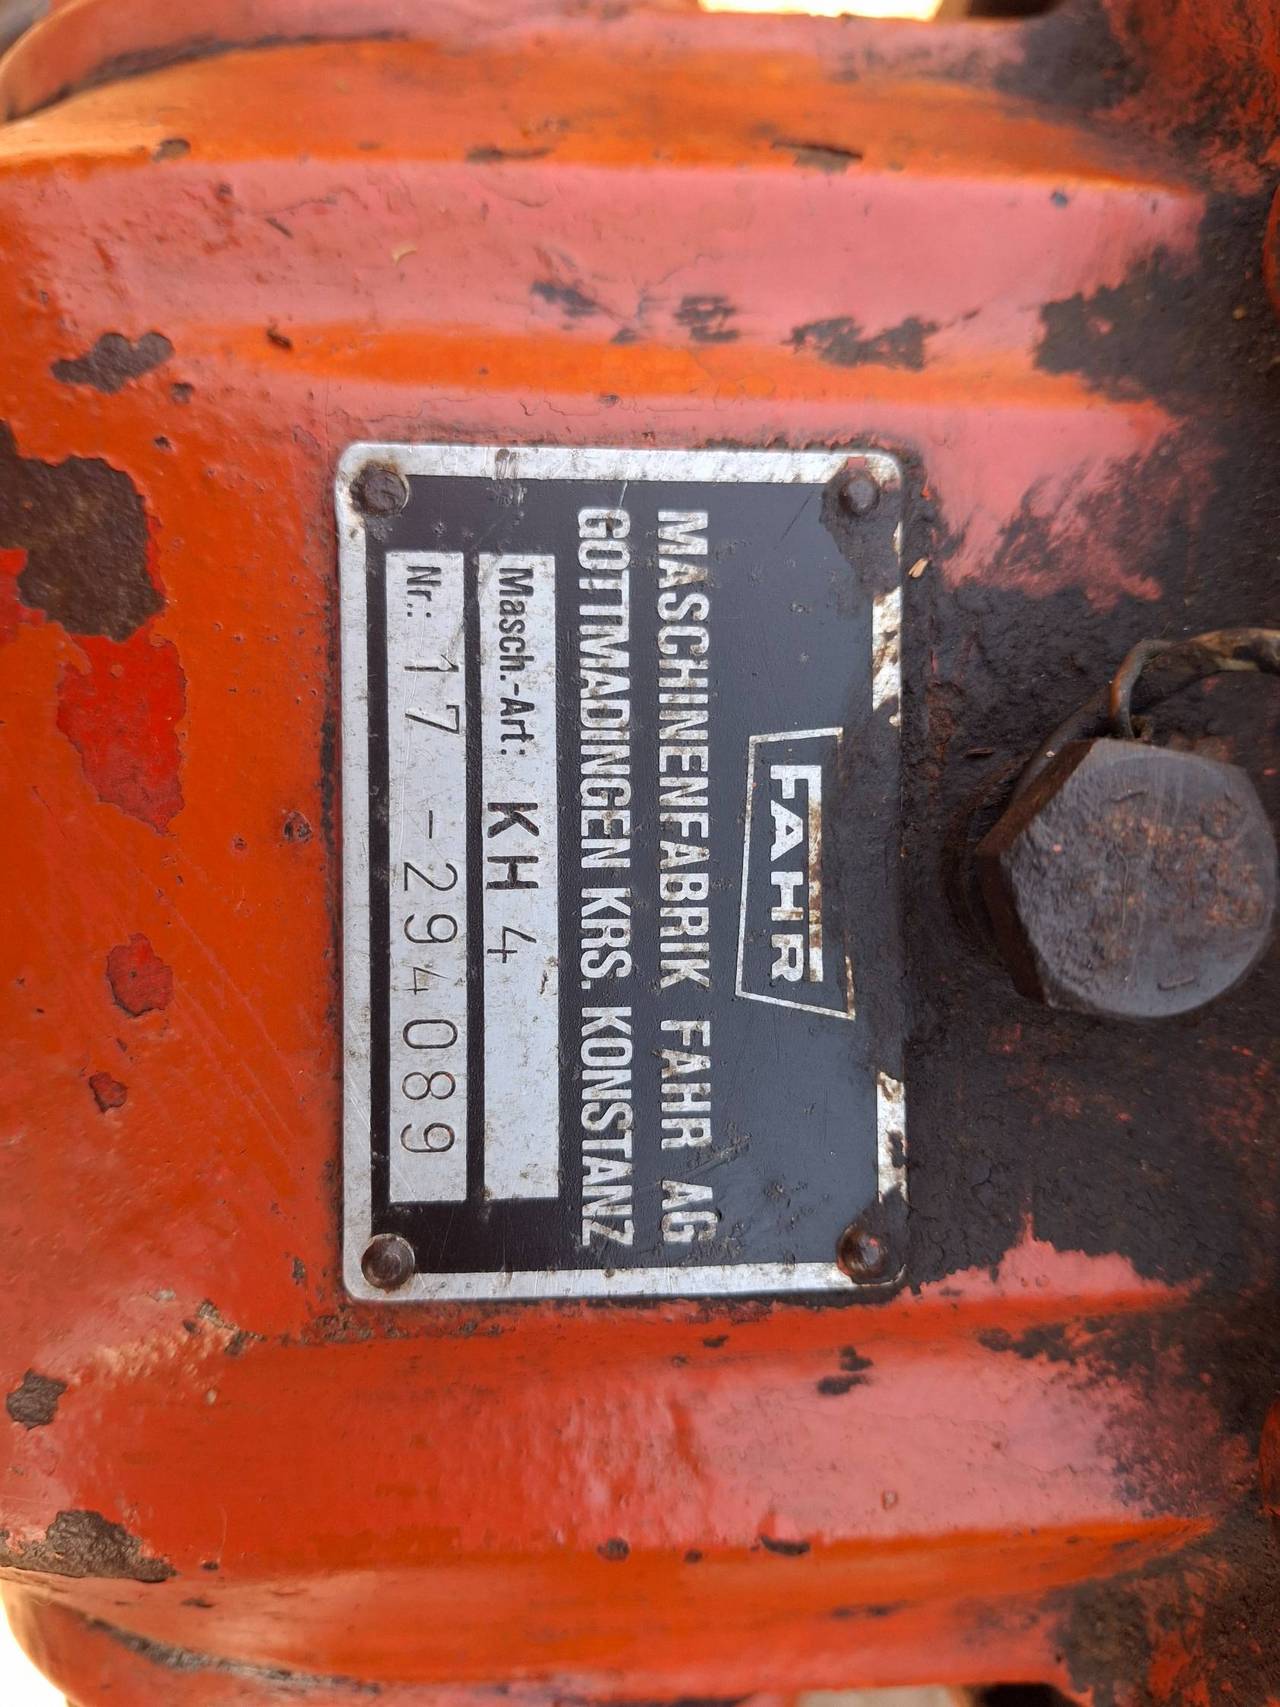 FAHR
MASCHINENFABRIK FAHR AG
GOTTMADINGEN KRS. KONSTANZ
Masch.-Art: KH 4
Nr.: 17 - 294089